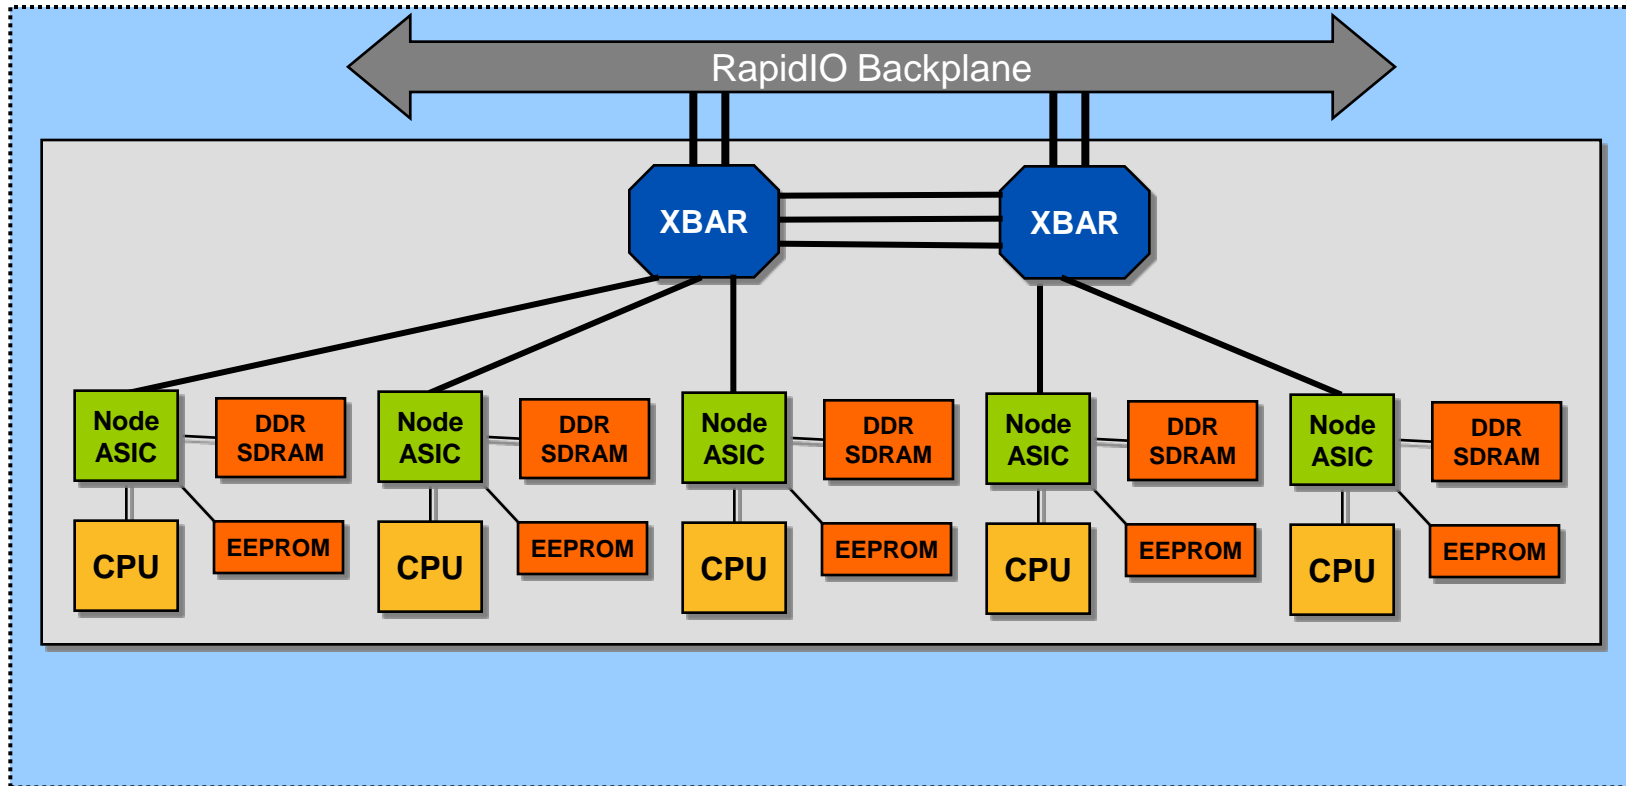 RapidIO Backplane
XBAR
XBAR
Node
ASIC
DDR
SDRAM
Node
ASIC
DDR
SDRAM
Node
ASIC
DDR
SDRAM
Node
ASIC
DDR
SDRAM
Node
ASIC
DDR
SDRAM
CPU
EEPROM
CPU
EEPROM
CPU
EEPROM
CPU
EEPROM
CPU
EEPROM